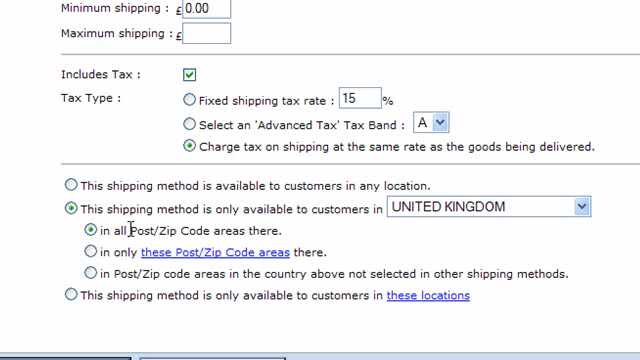 Minimum shipping : £ 0.00
Maximum shipping : £
Includes Tax :
Tax Type : Fixed shipping tax rate : 15 %
Select an 'Advanced Tax' Tax Band : A
Charge tax on shipping at the same rate as the goods being delivered.
This shipping method is available to customers in any location.
This shipping method is only available to customers in UNITED KINGDOM
in all Post/Zip Code areas there.
in only these Post/Zip Code areas there.
in Post/Zip code areas in the country above not selected in other shipping methods.
This shipping method is only available to customers in these locations